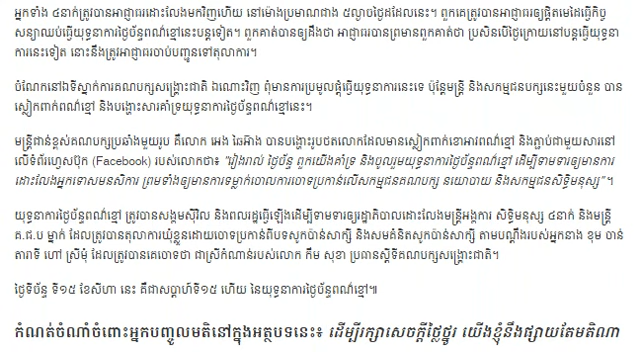 អ្នកទាំង ៤នាក់ត្រូវបានអាជ្ញាធរដោះលែងមកវិញហើយ នៅម៉ោងប្រមាណជាង ៥ល្ងាចថ្ងៃដដែលនេះ។ ពួកគេត្រូវបានអាជ្ញាធរឲ្យផ្តិតមេដៃធ្វើកិច្ច
សន្យាឈប់ធ្វើយុទ្ធនាការថ្ងៃច័ន្ទពណ៌ខ្មៅនេះបន្តទៀត។ ពួកគាត់បានឲ្យដឹងថា អាជ្ញាធរបានព្រមានពួកគាត់ថា ប្រសិនបើថ្ងៃក្រោយនៅបន្តធ្វើយុទ្ធនា
ការនេះទៀត នោះនឹងត្រូវអាជ្ញាធរចាប់បញ្ជូនទៅតុលាការ។
ចំណែកនៅឯទីស្នាក់ការគណបក្សសង្គ្រោះជាតិ ឯណោះវិញ ពុំមានការប្រមូលផ្តុំធ្វើយុទ្ធនាការនេះទេ ប៉ុន្តែមន្ត្រី និងសកម្មជនបក្សនេះមួយចំនួន បាន
ស្លៀកពាក់ពណ៌ខ្មៅ និងបង្ហោះសារគាំទ្រយុទ្ធនាការថ្ងៃច័ន្ទពណ៌ខ្មៅនេះ។
មន្ត្រីជាន់ខ្ពស់គណបក្សប្រឆាំងមួយរូប គឺលោក អេង ឆៃអ៊ាង បានបង្ហោះរូបថតលោកដែលមានស្លៀកពាក់ខោអាវពណ៌ខ្មៅ និងភ្ជាប់ជាមួយសារនៅ
លើទំព័រហ្វេសប៊ុក (Facebook) របស់លោកថា៖ "រៀងរាល់ ថ្ងៃច័ន្ទ ពួកយើងគាំទ្រ និងចូលរួមយុទ្ធនាការថ្ងៃច័ន្ទពណ៌ខ្មៅ ដើម្បីទាមទារឲ្យមានការ
ដោះលែងអ្នកទោសមនសិការ ព្រមទាំងឲ្យមានការទម្លាក់ចោលការចោទប្រកាន់លើសកម្មជនគណបក្ស នយោបាយ និងសកម្មជនសិទ្ធិមនុស្ស"។
យុទ្ធនាការថ្ងៃច័ន្ទពណ៌ខ្មៅ ត្រូវបានសង្គមស៊ីវិល និងពលរដ្ឋធ្វើឡើងដើម្បីទាមទារឲ្យរដ្ឋាភិបាលដោះលែងមន្ត្រីអង្គការ សិទ្ធិមនុស្ស ៤នាក់ និងមន្ត្រី
គ.ជ.ប ម្នាក់ ដែលត្រូវបានតុលាការឃុំខ្លួនដោយចោទប្រកាន់ពីបទសូកប៉ាន់សាក្សី និងសមគំនិតសូកប៉ាន់សាក្សី តាមបណ្តឹងរបស់អ្នកនាង ខុម ចាន់
តារាទី ហៅ ស្រីមុំ ដែលត្រូវបានគេចោទថា ជាស្រីកំណាន់របស់លោក កឹម សុខា ប្រធានស្តីទីគណបក្សសង្គ្រោះជាតិ។
ថ្ងៃទីច័ន្ទ ទី១៥ ខែសីហា នេះ គឺជាសប្តាហ៍ទី១៥ ហើយ នៃយុទ្ធនាការថ្ងៃច័ន្ទពណ៌ខ្មៅ៕
កំណត់ចំណាំចំពោះអ្នកបញ្ចូលមតិនៅក្នុងអត្ថបទនេះ៖ ដើម្បីរក្សាសេចក្ដីថ្លៃថ្នូរ យើងខ្ញុំនឹងផ្សាយតែមតិណា